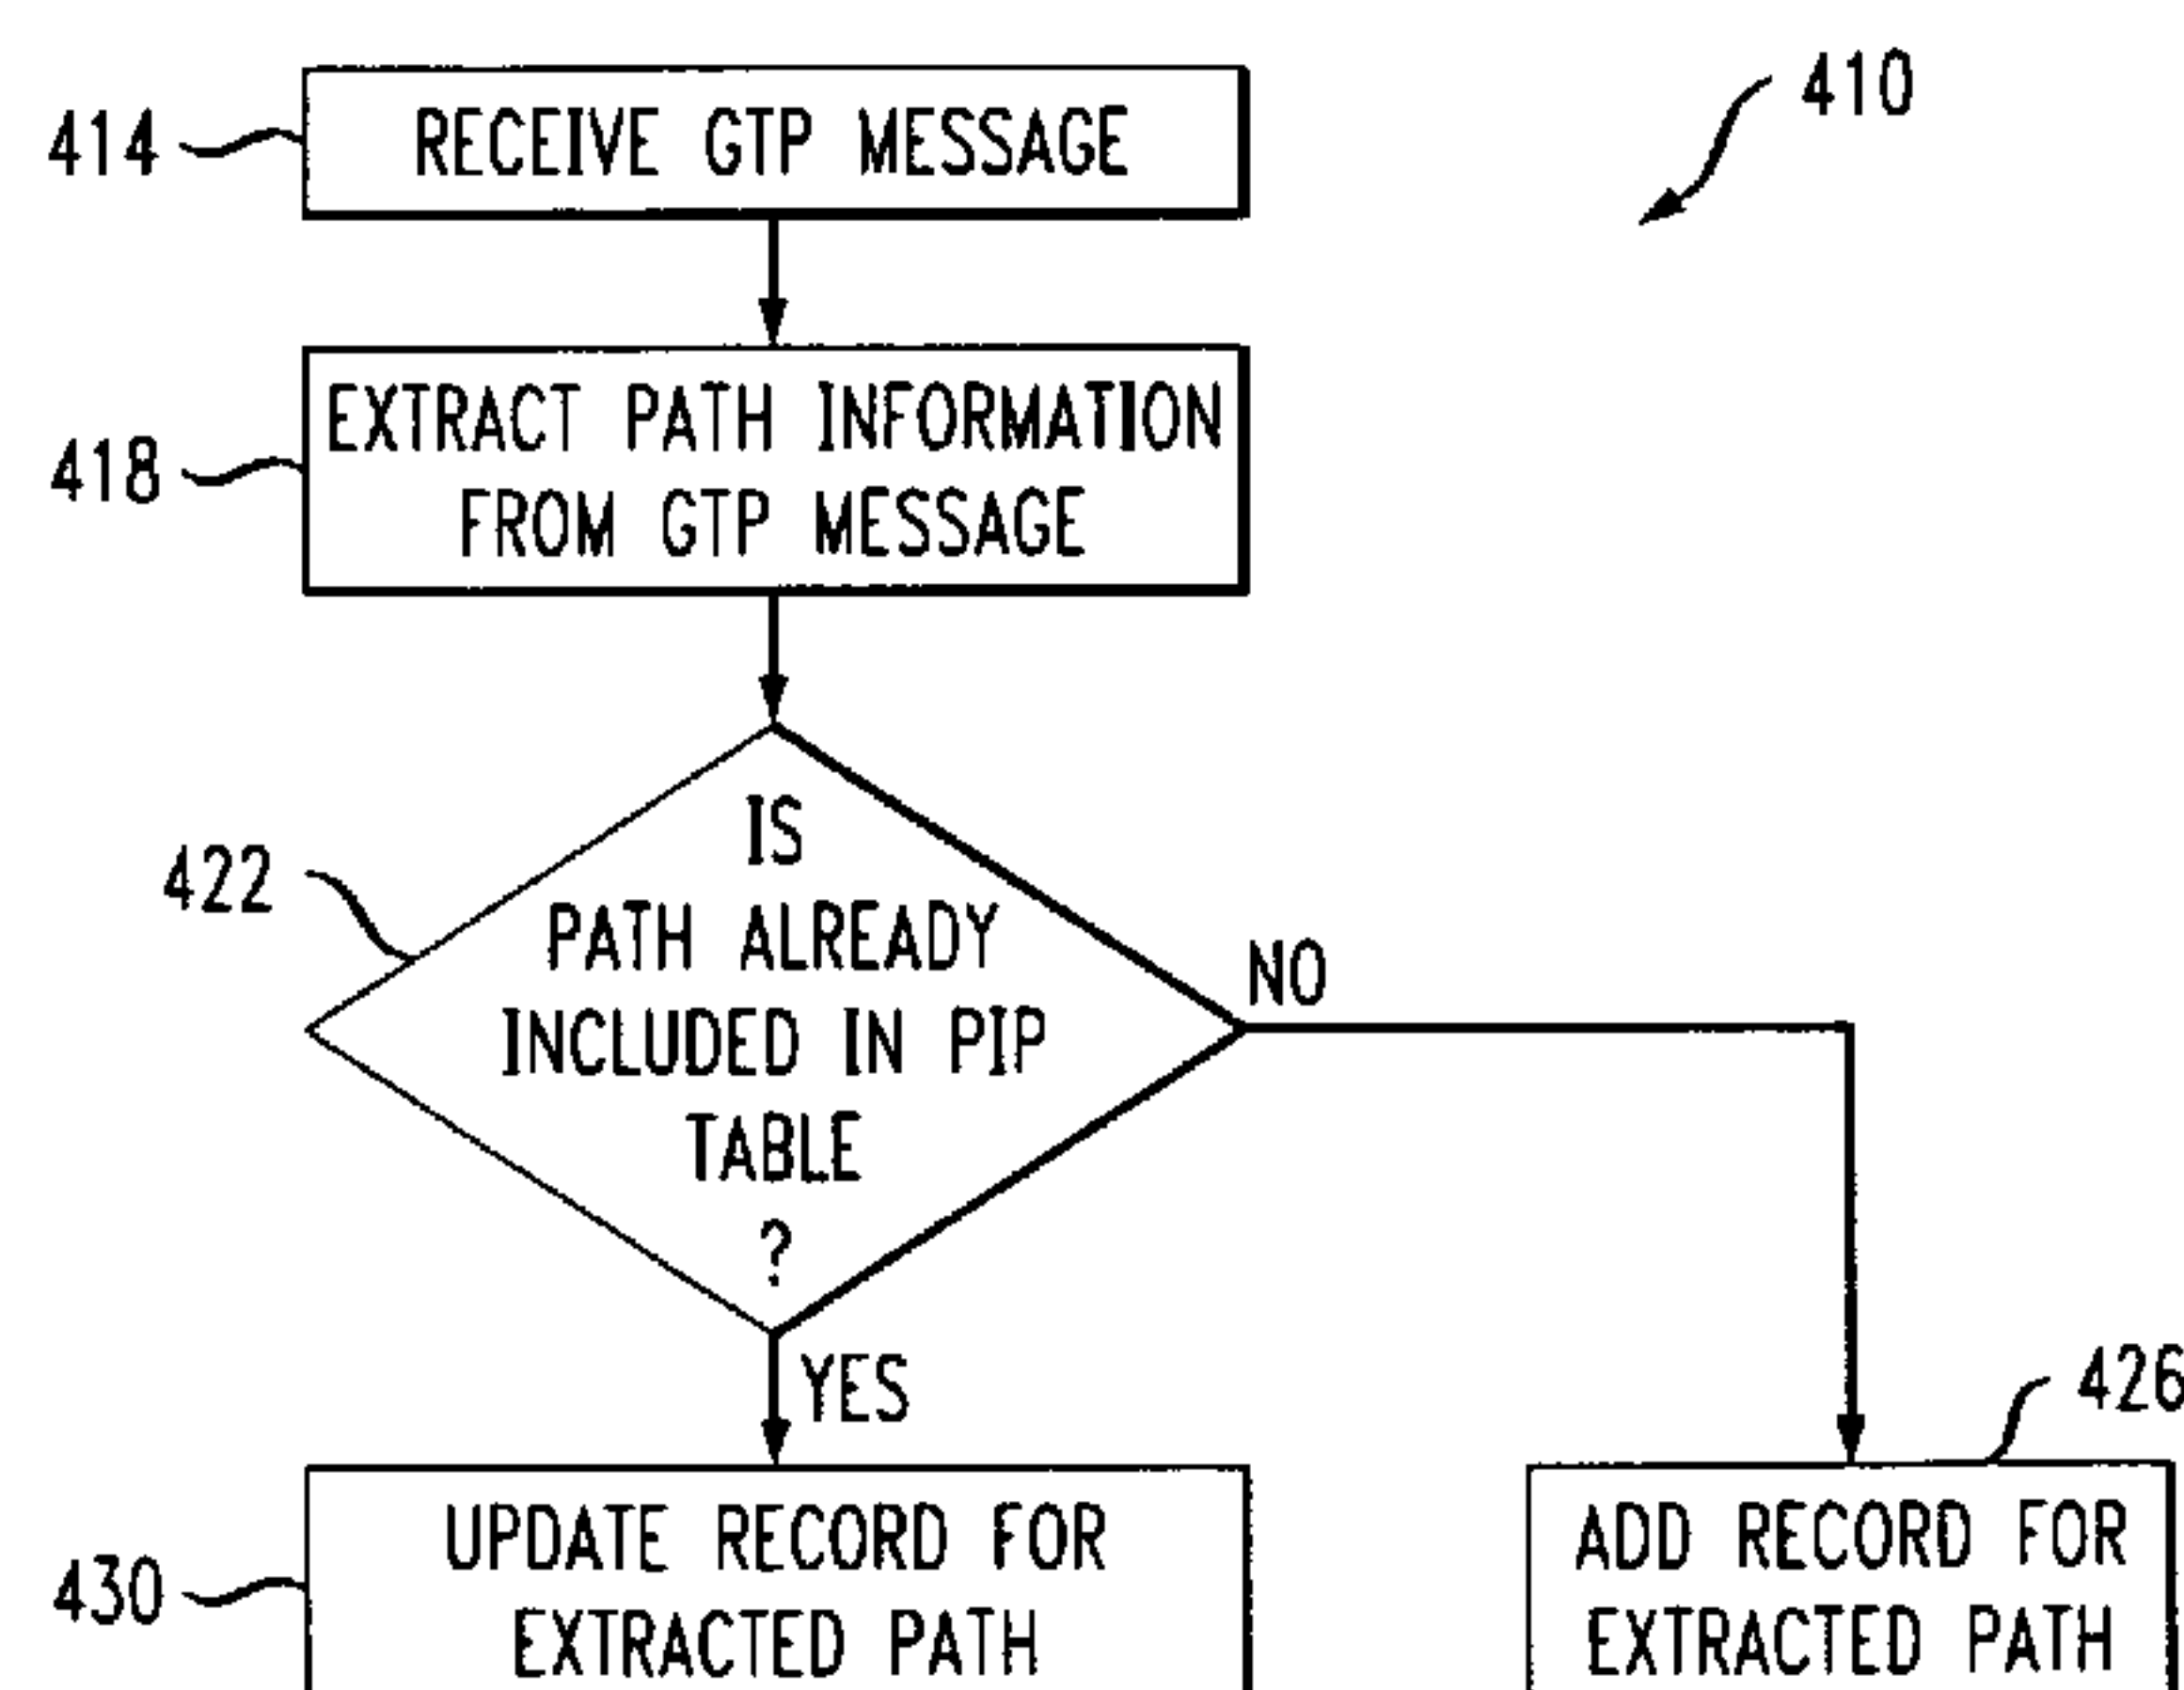 410
414
RECEIVE GTP MESSAGE
418
EXTRACT PATH INFORMATION
FROM GTP MESSAGE
422
IS
PATH ALREADY
INCLUDED IN PIP
TABLE
?
NO
YES
426
430
UPDATE RECORD FOR
EXTRACTED PATH
ADD RECORD FOR
EXTRACTED PATH